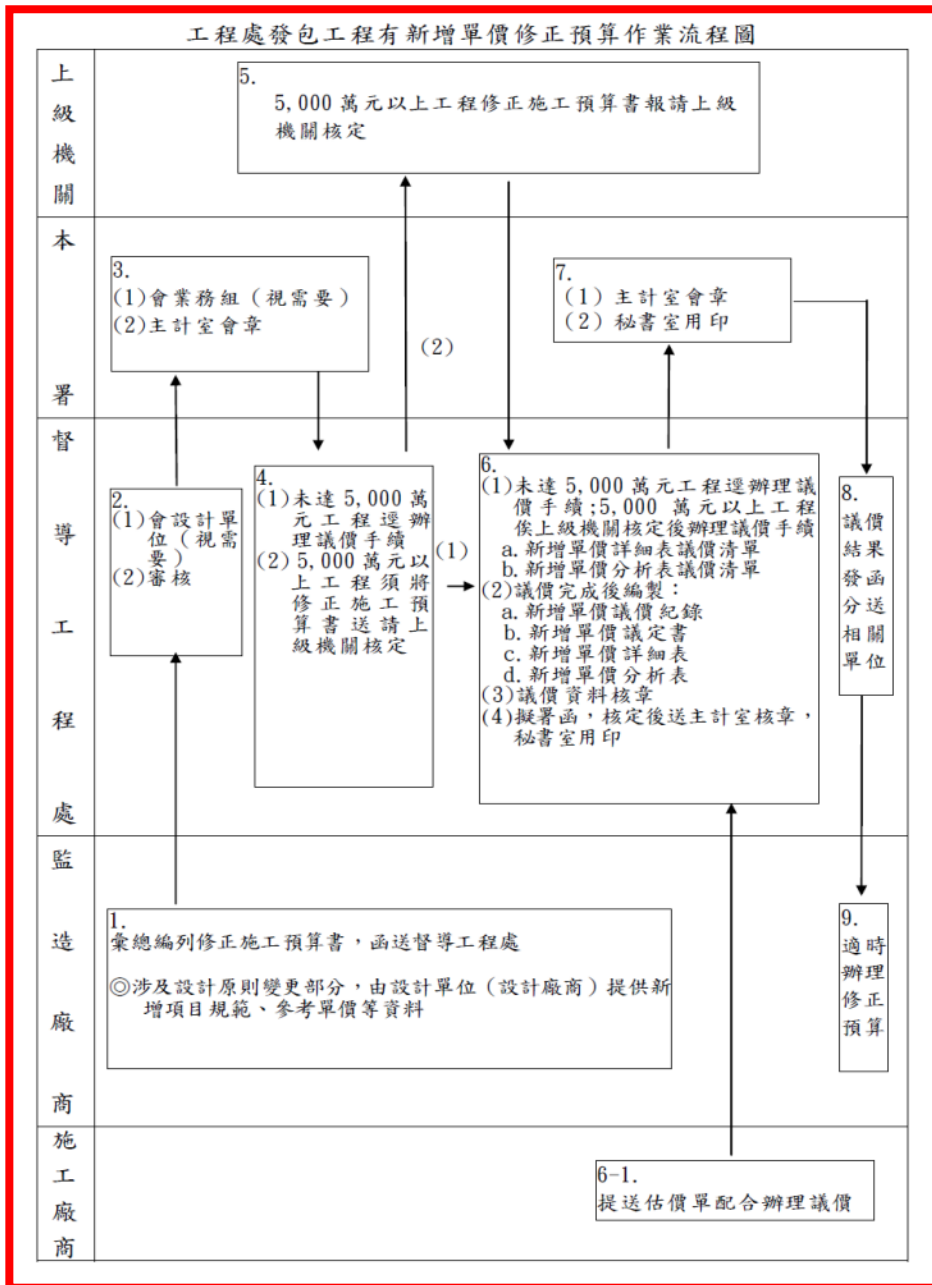 工程處發包工程有新增單價修正預算作業流程圖
上級機關
5.
5,000 萬元以上工程修正施工預算書報請上級
機關核定
本署
3.
(1)會業務組（視需要）
(2)主計室會章
7.
(1) 主計室會章
(2) 秘書室用印
(2)
督導工程處
2.
(1)會設計單
位（視需
要）
(2)審核
4.
(1)未達 5,000 萬
元工程逕辦
理議價手續
(2) 5,000 萬元以
上工程須將
修正施工預
算書送請上
級機關核定
(1)
6.
(1)未達 5,000 萬元工程逕辦理議
價手續;5,000 萬元以上工程
俟上級機關核定後辦理議價手續
a. 新增單價詳細表議價清單
b. 新增單價分析表議價清單
(2)議價完成後編製：
a. 新增單價議價紀錄
b. 新增單價議定書
c. 新增單價詳細表
d. 新增單價分析表
(3)議價資料核章
(4)擬署函，核定後送主計室核章，
秘書室用印
8.
議價
結果
發函
分送
相關
單位
監造廠商
1.
彙總編列修正施工預算書，函送督導工程處
◎涉及設計原則變更部分，由設計單位（設計廠商）提供新
增項目規範、參考單價等資料
9.
適時
辦理
修正
預算
施工廠商
6-1.
提送估價單配合辦理議價